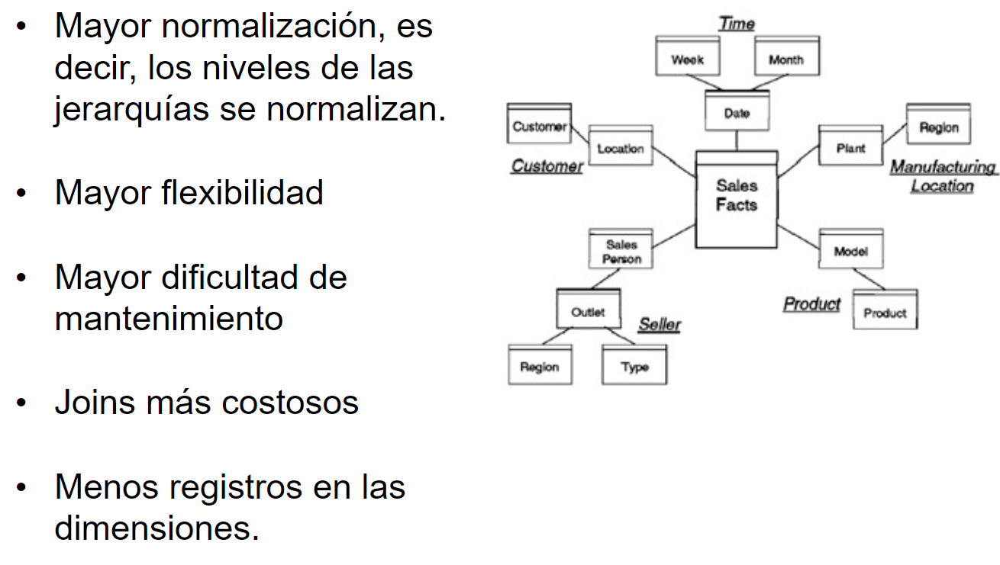 • Mayor normalización, es
decir, los niveles de las
jerarquías se normalizan.
• Mayor flexibilidad
• Mayor dificultad de
mantenimiento
• Joins más costosos
• Menos registros en las
dimensiones.
Time
Week
Month
Date
Customer
Location
Customer
Plant
Region
Manufacturing
Location
Sales
Facts
Sales
Person
Outlet
Seller
Region
Type
Model
Product
Product